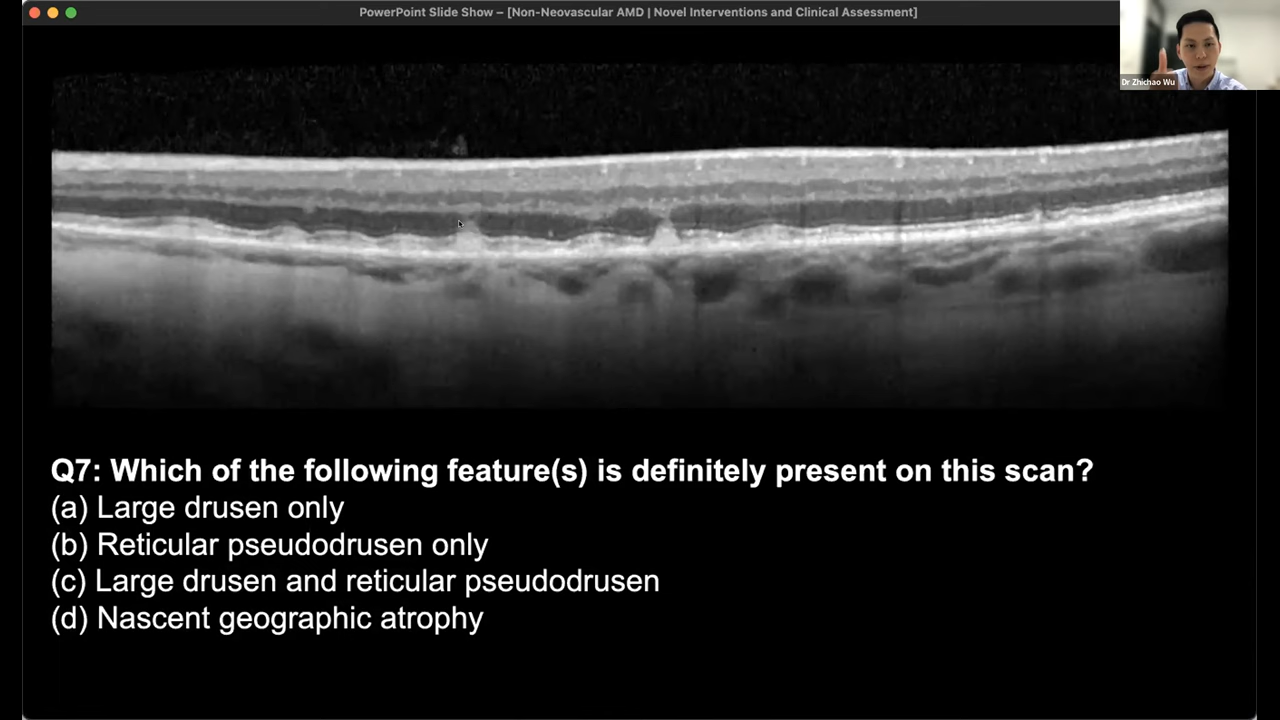 PowerPoint Slide Show – [Non-Neovascular AMD | Novel Interventions and Clinical Assessment]
Dr Zhichao Wu
Q7: Which of the following feature(s) is definitely present on this scan?
(a) Large drusen only
(b) Reticular pseudodrusen only
(c) Large drusen and reticular pseudodrusen
(d) Nascent geographic atrophy